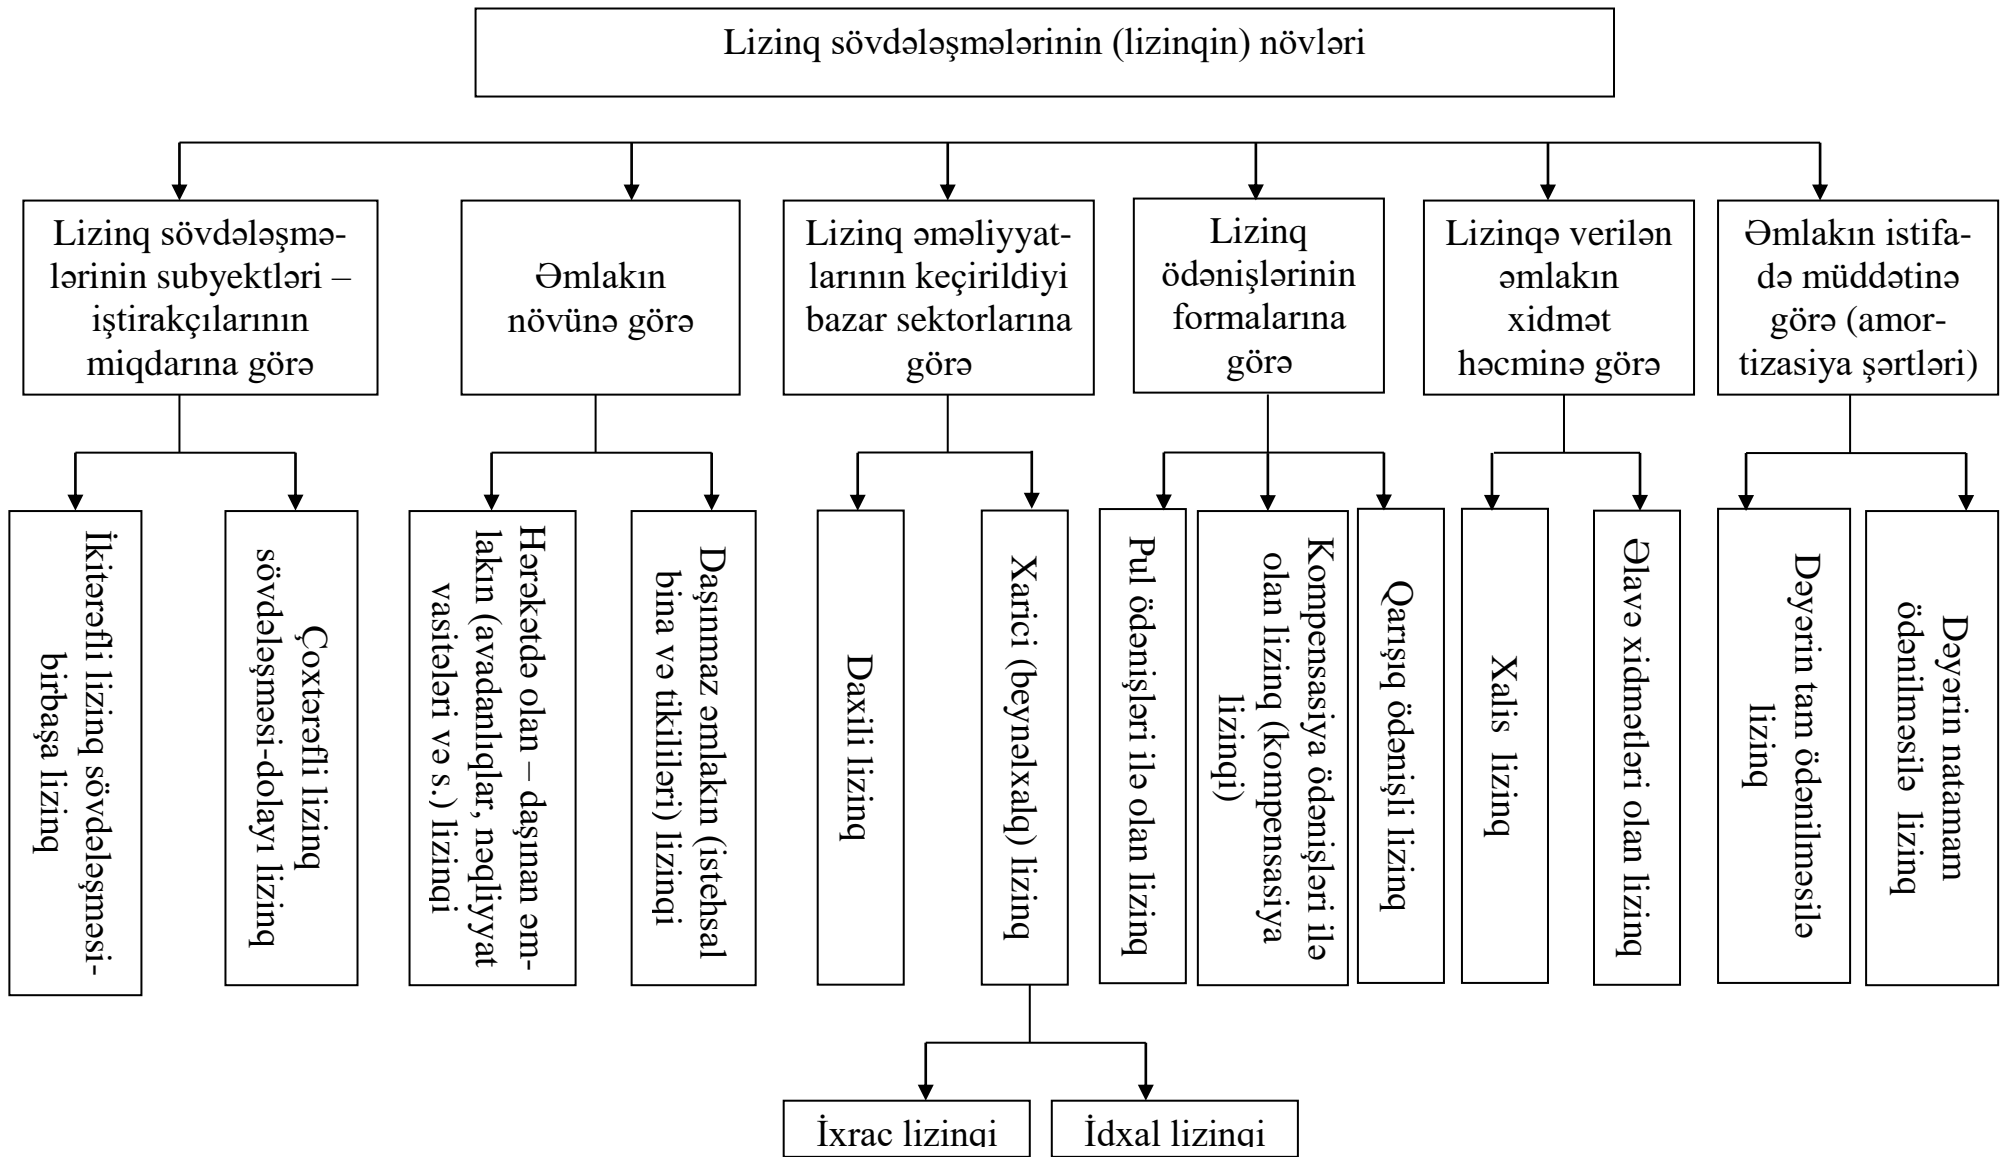 Lizinq sövdələşmələrinin (lizinqin) növləri
Lizinq sövdələşmə-
lərinin subyektləri –
iştirakçılarının
miqdarına görə
Əmlakın
növünə görə
Lizinq əməliyyat-
larının keçirildiyi
bazar sektorlarına
görə
Lizinq
ödənişlərinin
formalarına
görə
Lizinqə verilən
əmlakın
xidmət
həcminə görə
Əmlakın istifa-
də müddətinə
görə (amor-
tizasiya şərtləri)
İkitərəfli lizinq sövdələşməsi-
birbaşa lizinq
Çoxtərəfli lizinq
sövdələşməsi-dolayı lizinq
Hərəkətdə olan – daşınan əm-
lakın (avadanlıqlar, nəqliyyat
vasitələri və s.) lizinqi
Daşınmaz əmlakın (istehsal
bina və tikililəri) lizinqi
Daxili lizinq
Xarici (beynəlxalq) lizinq
Pul ödənişləri ilə olan lizinq
Kompensasiya ödənişləri ilə
olan lizinq (kompensasiya
lizinqi)
Qarışıq ödənişli lizinq
Xalis lizinq
Əlavə xidmətləri olan lizinq
Dəyərin tam ödənilməsilə
lizinq
Dəyərin natamam
ödənilməsilə lizinq
İxrac lizinqi
İdxal lizinqi